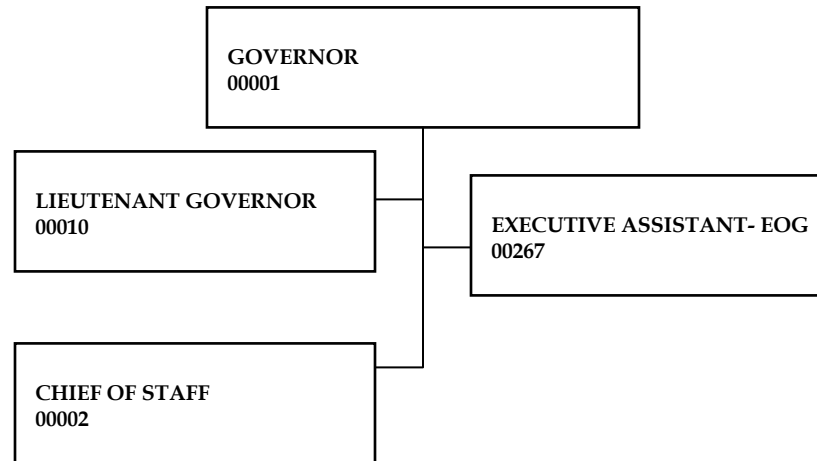 GOVERNOR
00001
LIEUTENANT GOVERNOR
00010
EXECUTIVE ASSISTANT- EOG
00267
CHIEF OF STAFF
00002